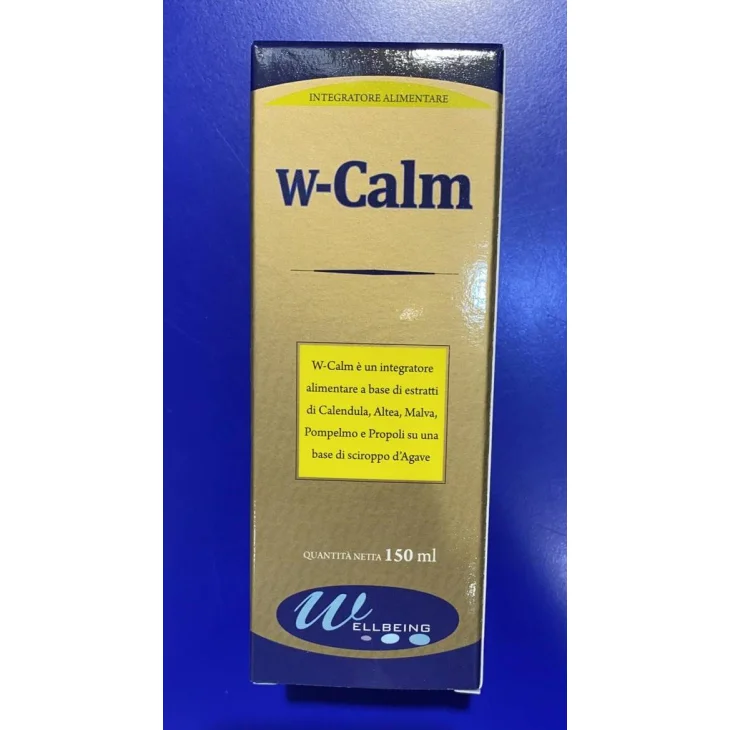 INTEGRATORE ALIMENTARE
W-Calm
W-Calm è un integratore
alimentare a base di estratti
di Calendula, Altea, Malva,
Pompelmo e Propoli su una
base di sciroppo d'Agave
QUANTITÀ NETTA 150 ml
WELLBEING